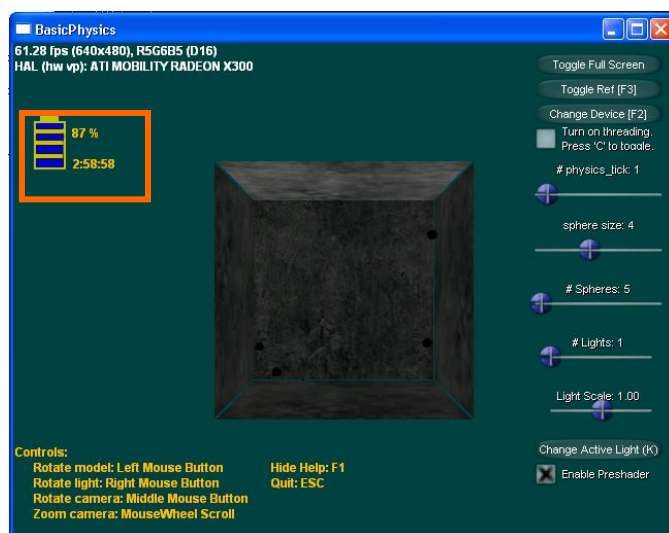 BasicPhysics
61.28 fps (640x480), R5G6B5 (D16)
HAL (hw vp): ATI MOBILITY RADEON X300
87 %
2:58:58
Toggle Full Screen
Toggle Ref [F3]
Change Device [F2]
Turn on threading.
Press 'C' to toggle.
# physics_tick: 1
sphere size: 4
# Spheres: 5
# Lights: 1
Light Scale: 1.00
Change Active Light (K)
Enable Preshader
Controls:
Rotate model: Left Mouse Button
Rotate light: Right Mouse Button
Rotate camera: Middle Mouse Button
Zoom camera: MouseWheel Scroll
Hide Help: F1
Quit: ESC